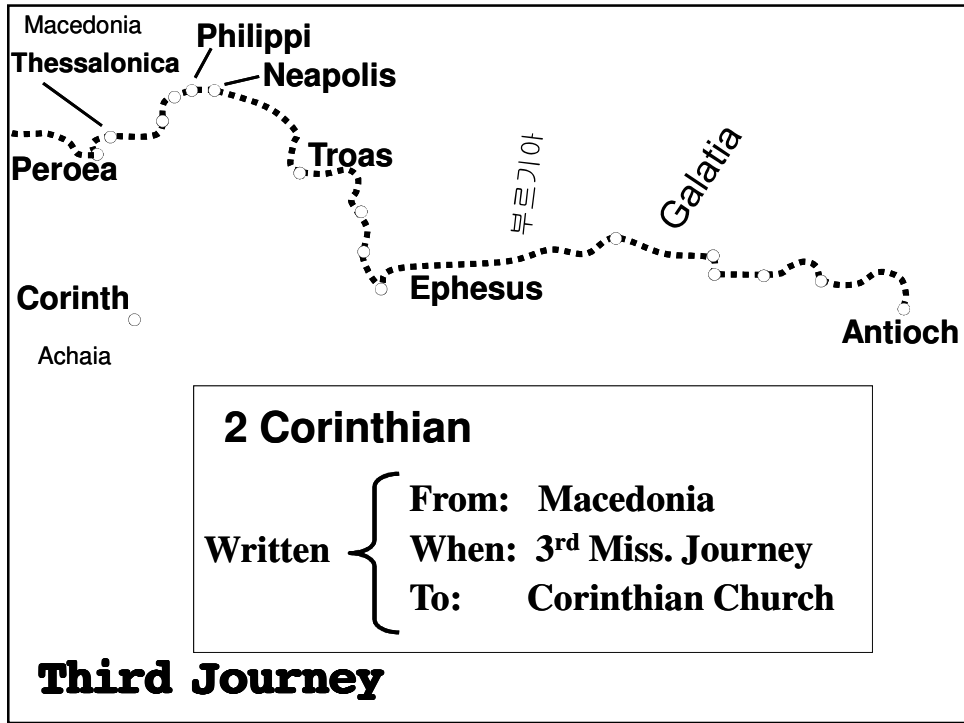 Macedonia
Philippi
Thessalonica
Neapolis
Peroea
Troas
부르기아
Galatia
Corinth
Ephesus
Antioch
Achaia
2 Corinthian
Written
From: Macedonia
When: 3rd Miss. Journey
To: Corinthian Church
Third Journey